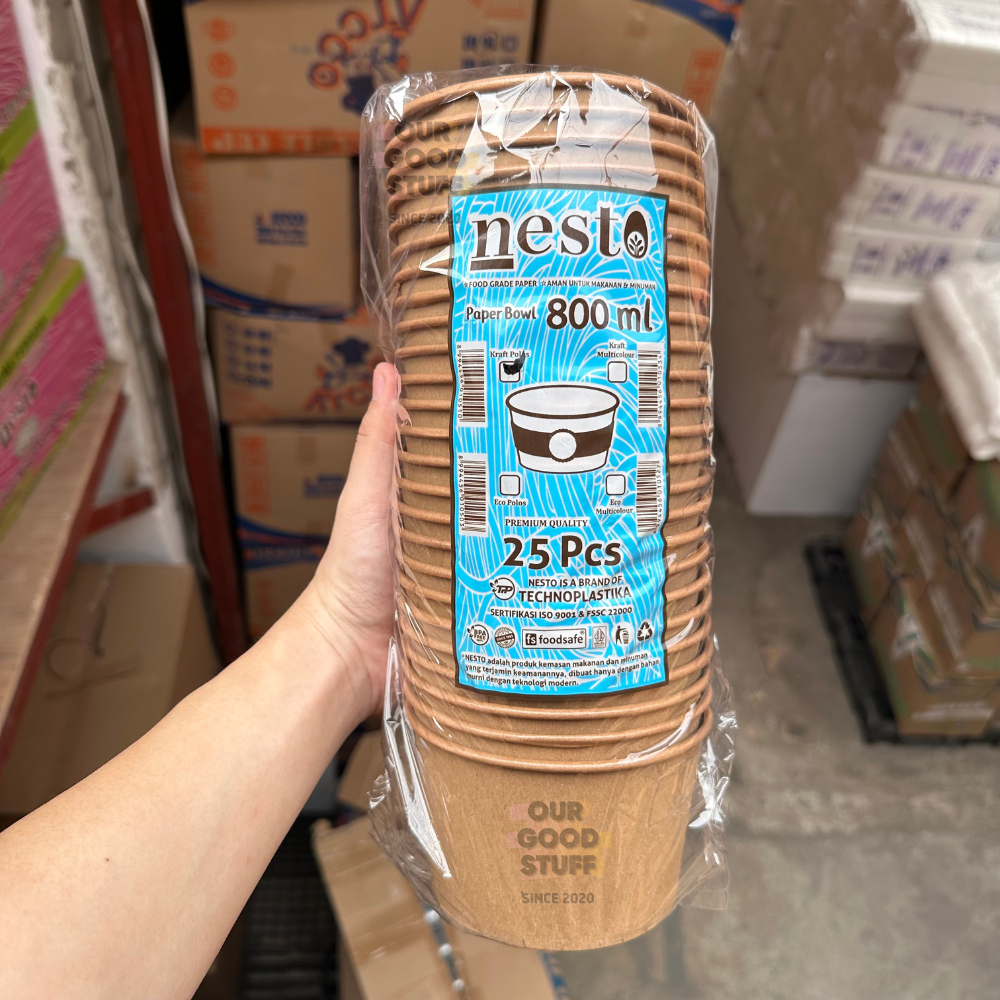 OUR
GOOD
STUFF
SINCE 2020
nesto
☆FOOD GRADE PAPER ☆AMAN UNTUK MAKANAN & MINUMAN
Paper Bowl 800 ml
Kraft Polos
Kraft
Multicolour
Eco Polos
Eco
Multicolour
PREMIUM QUALITY
25 Pcs
NESTO IS A BRAND OF
TECHNOPLASTIKA
SERTIFIKASI ISO 9001 & FSSC 22000
fs foodsafe
NESTO adalah produk kemasan makanan dan minuman
yang terjamin keamanannya, dibuat hanya dengan bahan
murni dengan teknologi modern.
OUR
GOOD
STUFF
SINCE 2020